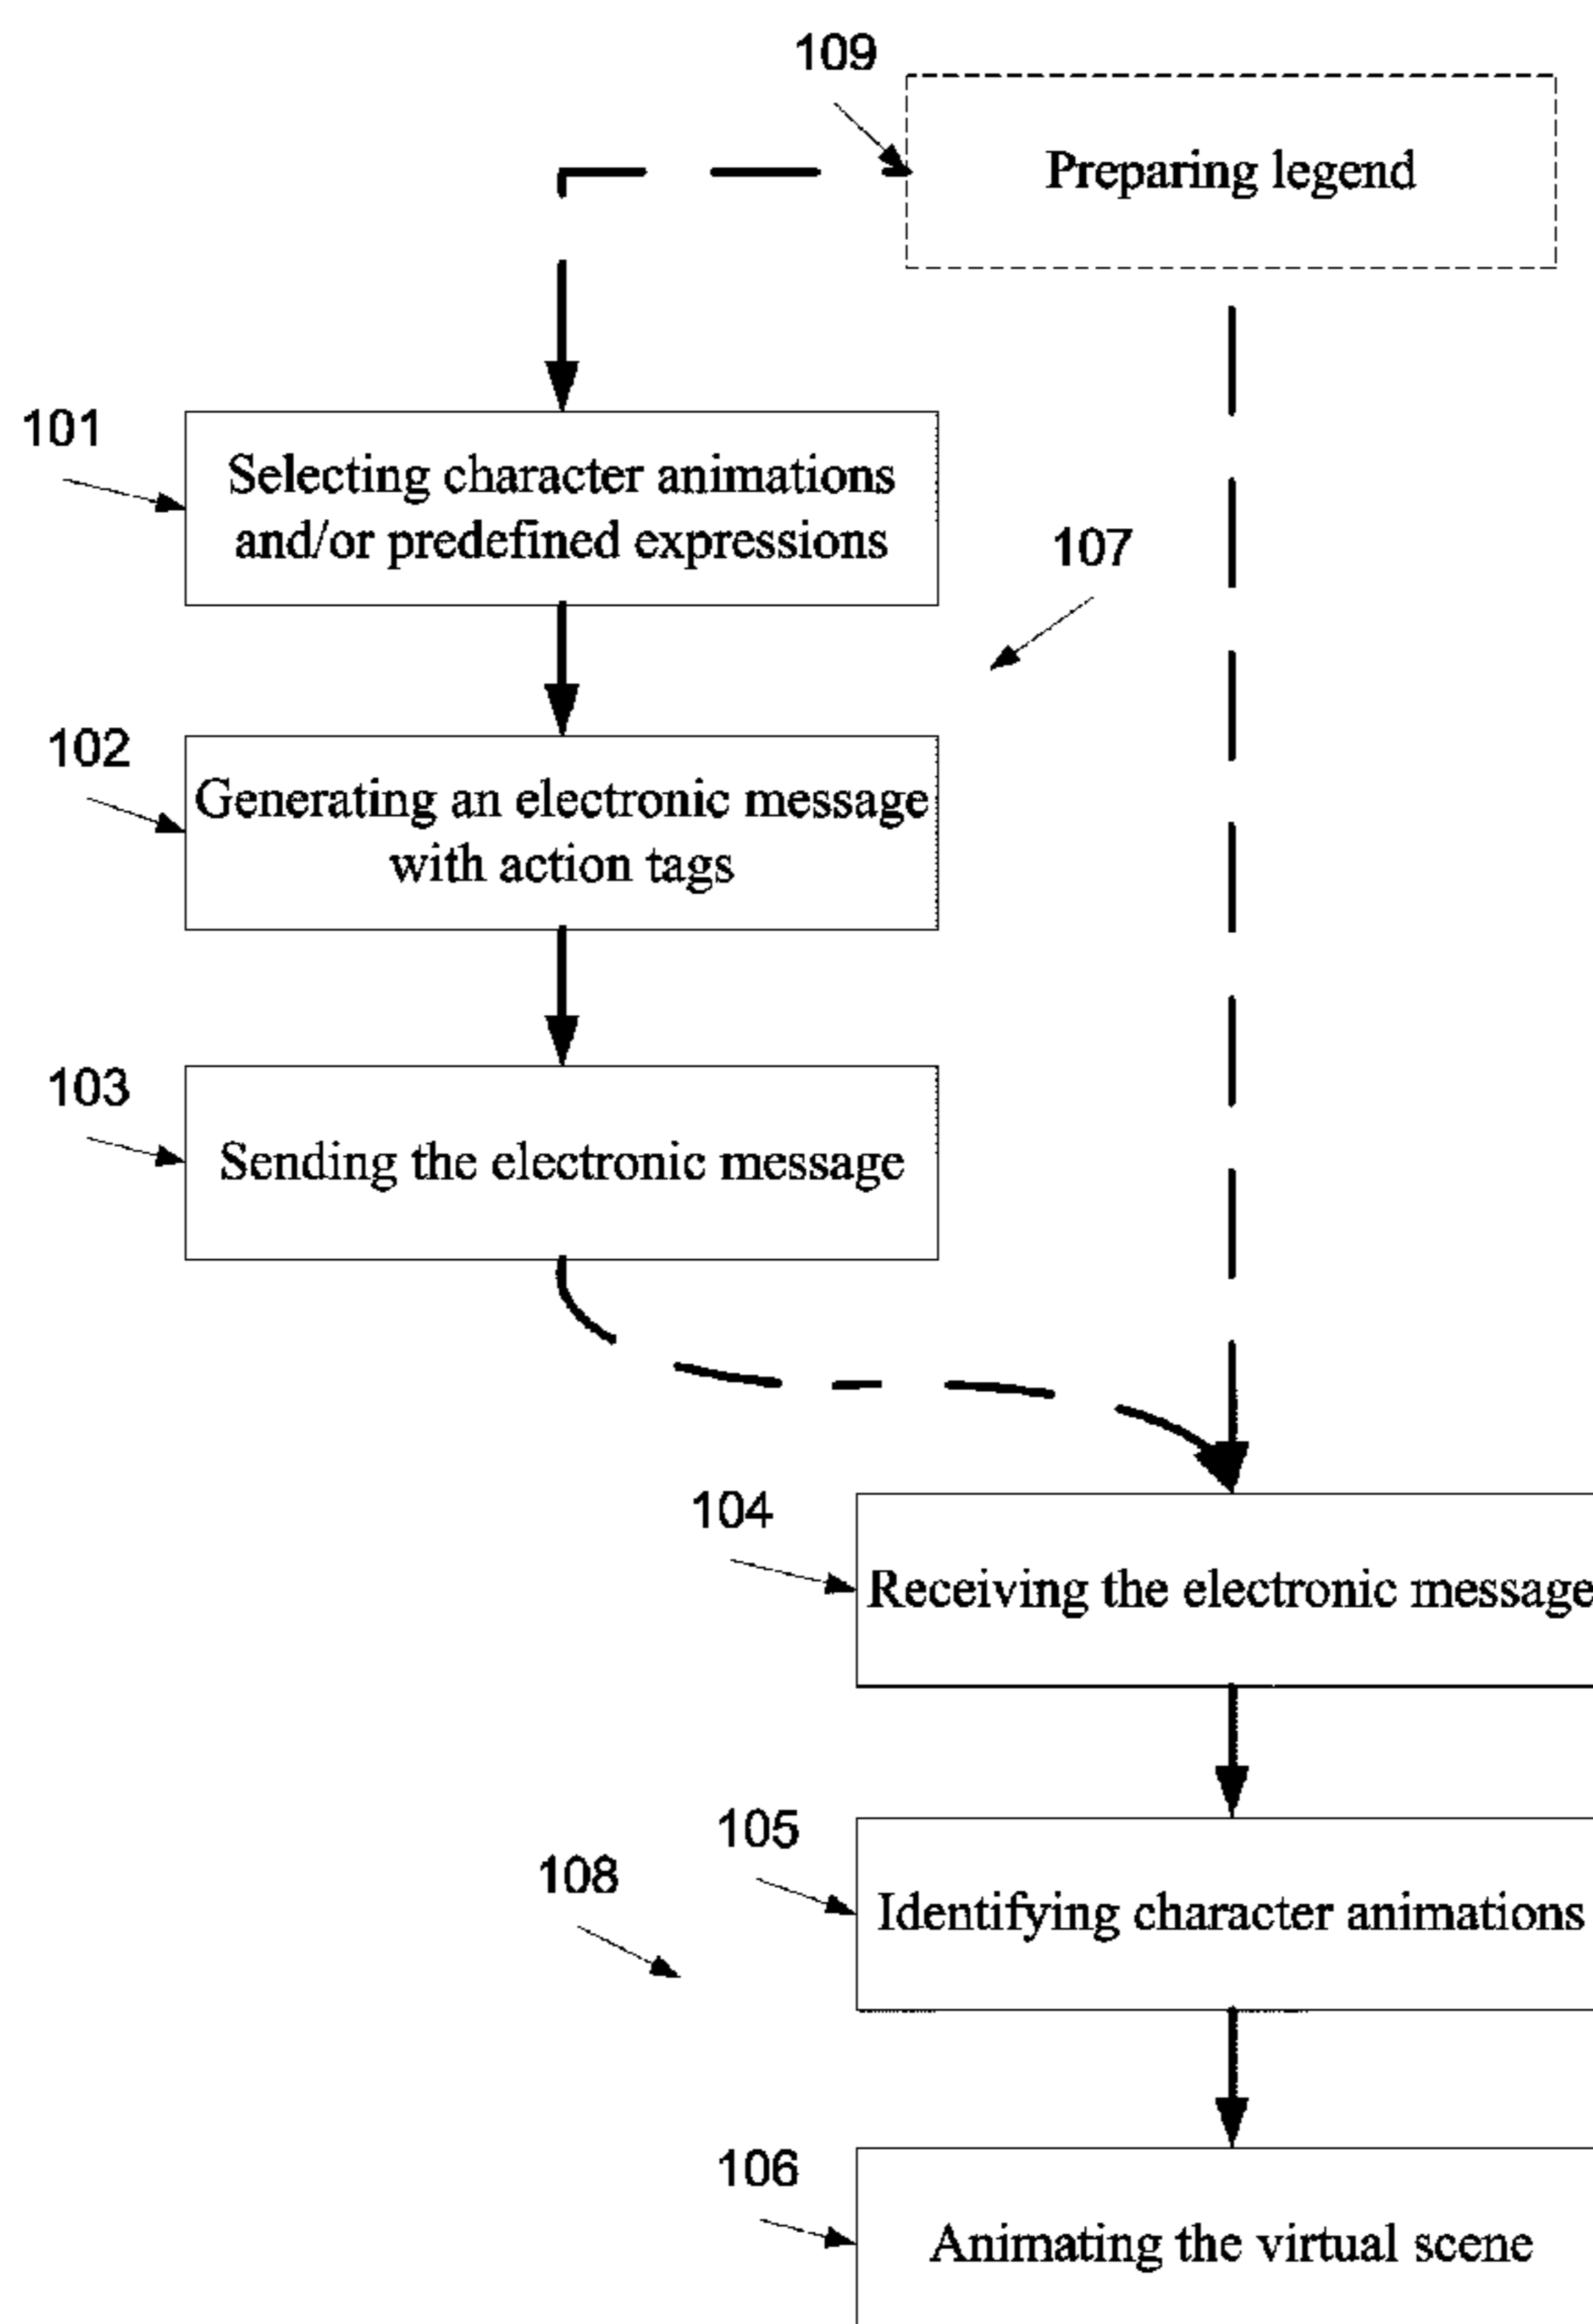 109
Preparing legend
101
Selecting character animations
and/or predefined expressions
107
102
Generating an electronic message
with action tags
103
Sending the electronic message
104
Receiving the electronic message
105
108
Identifying character animations
106
Animating the virtual scene